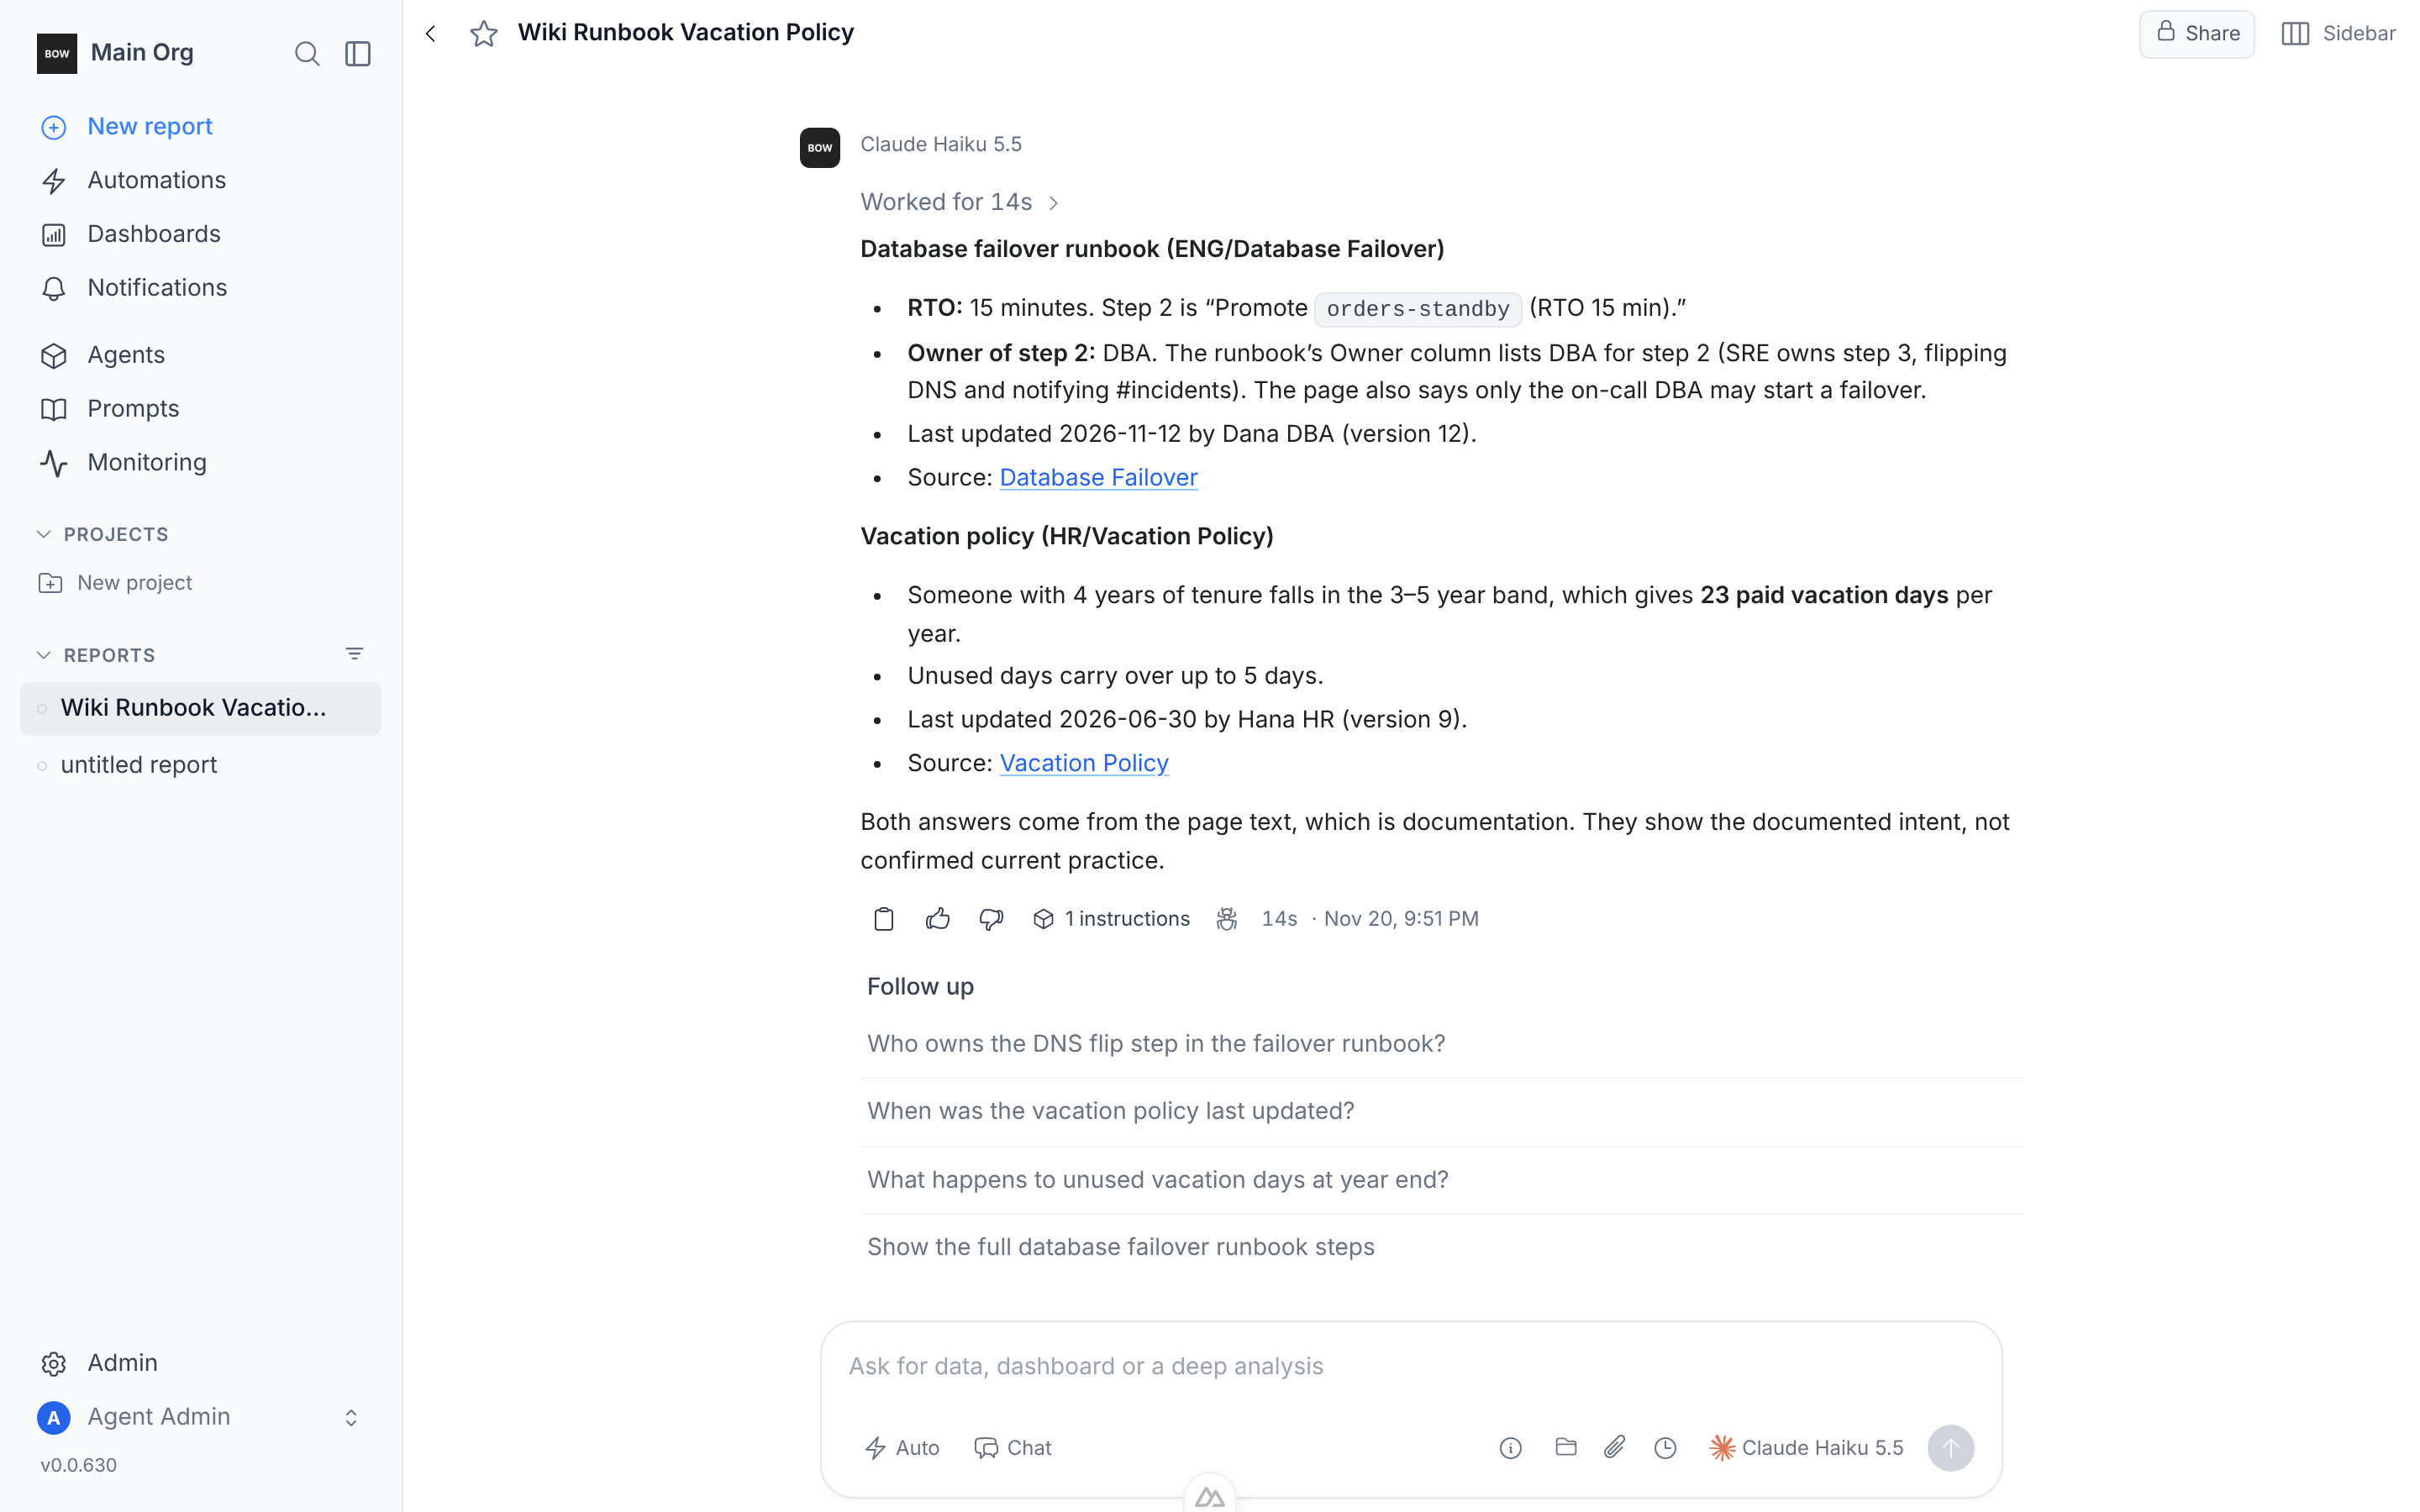 BOW
Main Org
New report
Automations
Dashboards
Notifications
Agents
Prompts
Monitoring
PROJECTS
New project
REPORTS
Wiki Runbook Vacatio...
untitled report
Admin
A
Agent Admin
v0.0.630
Wiki Runbook Vacation Policy
Share
Sidebar
BOW
Claude Haiku 5.5
Worked for 14s
Database failover runbook (ENG/Database Failover)
• RTO: 15 minutes. Step 2 is “Promote orders-standby (RTO 15 min).”
• Owner of step 2: DBA. The runbook’s Owner column lists DBA for step 2 (SRE owns step 3, flipping
DNS and notifying #incidents). The page also says only the on-call DBA may start a failover.
• Last updated 2026-11-12 by Dana DBA (version 12).
• Source: Database Failover
Vacation policy (HR/Vacation Policy)
• Someone with 4 years of tenure falls in the 3–5 year band, which gives 23 paid vacation days per
year.
• Unused days carry over up to 5 days.
• Last updated 2026-06-30 by Hana HR (version 9).
• Source: Vacation Policy
Both answers come from the page text, which is documentation. They show the documented intent, not
confirmed current practice.
1 instructions 14s · Nov 20, 9:51 PM
Follow up
Who owns the DNS flip step in the failover runbook?
When was the vacation policy last updated?
What happens to unused vacation days at year end?
Show the full database failover runbook steps
Ask for data, dashboard or a deep analysis
Auto Chat Claude Haiku 5.5